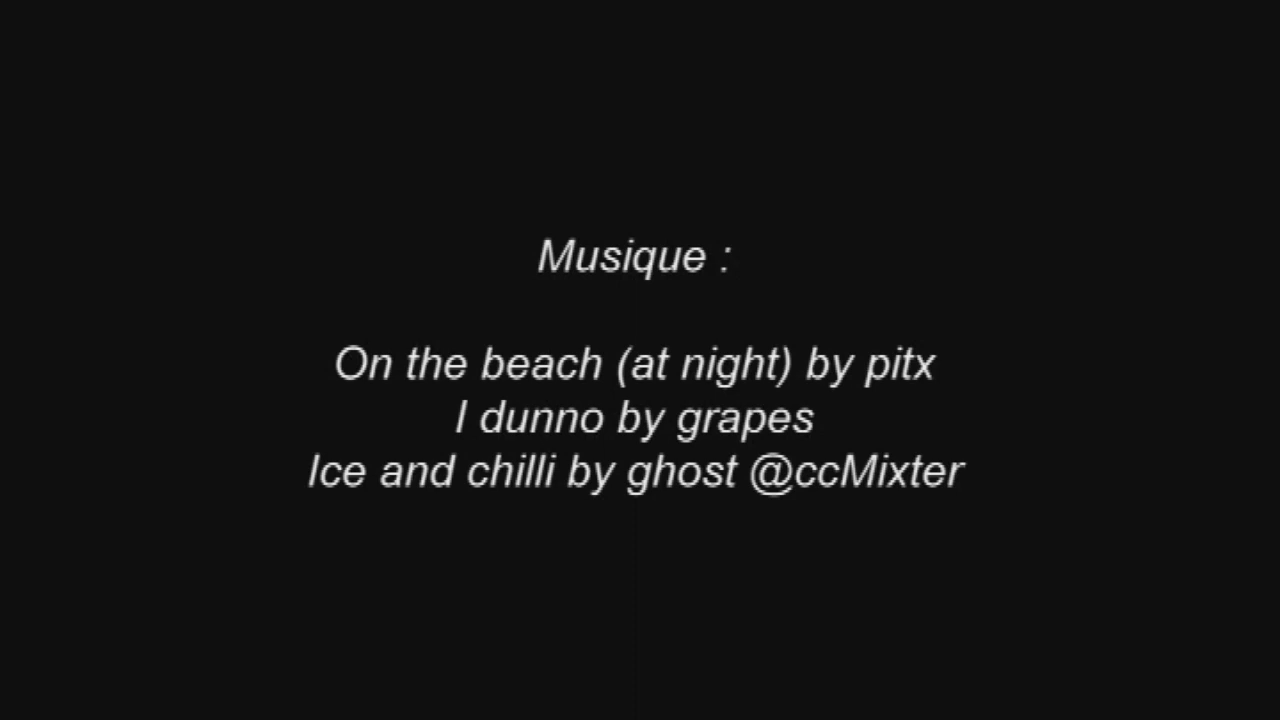 Musique :
On the beach (at night) by pitx
I dunno by grapes
Ice and chilli by ghost @ccMixter